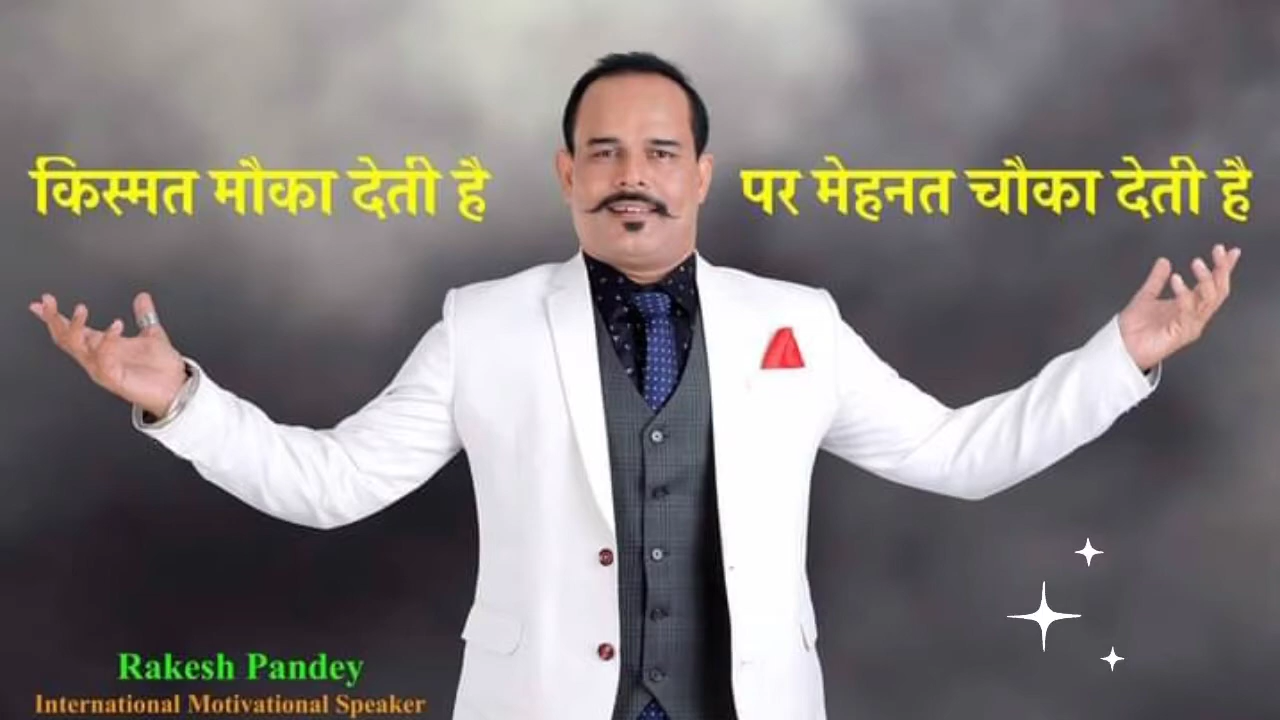 किस्मत मौका देती है
पर मेहनत चौका देती है
Rakesh Pandey
International Motivational Speaker